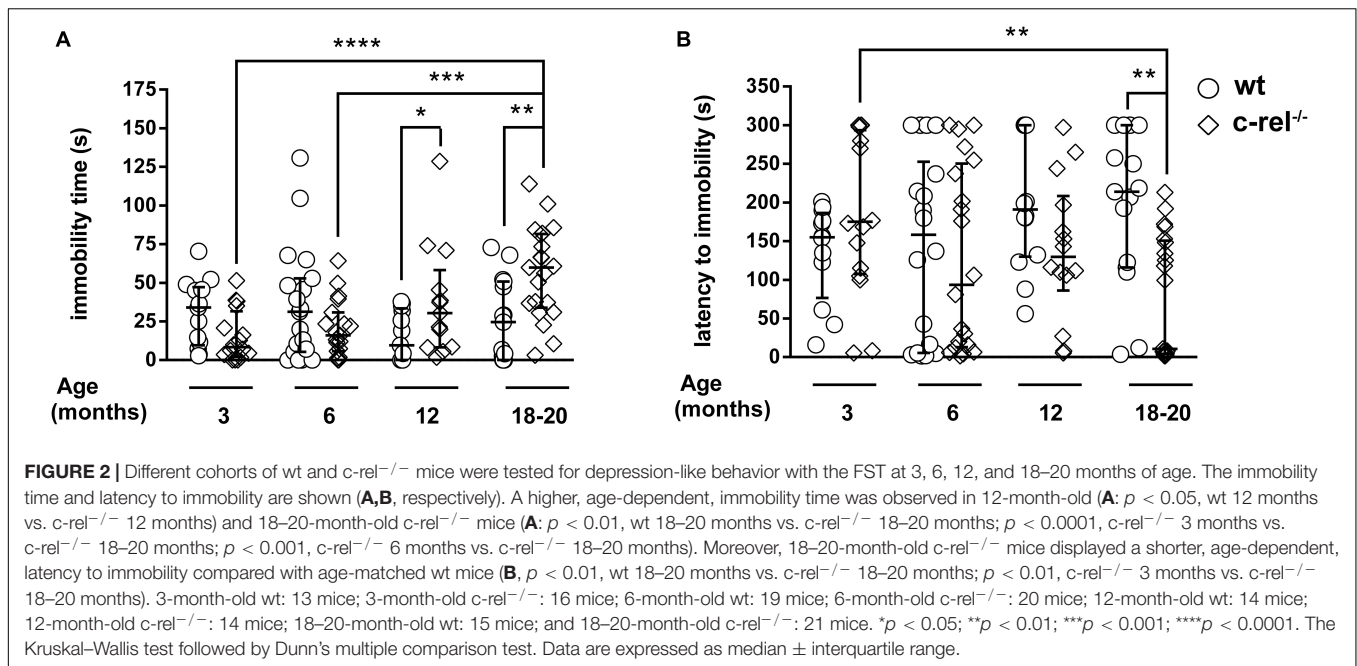 A
****
***
*
**
immobility time (s)
175
150
125
100
75
50
25
0
Age
(months)
3
6
12
18-20
B
**
**
latency to immobility (s)
350
300
250
200
150
100
50
0
Age
(months)
3
6
12
18-20
wt
c-rel-/-
FIGURE 2 | Different cohorts of wt and c-rel−/− mice were tested for depression-like behavior with the FST at 3, 6, 12, and 18–20 months of age. The immobility
time and latency to immobility are shown (A,B, respectively). A higher, age-dependent, immobility time was observed in 12-month-old (A: p < 0.05, wt 12 months
vs. c-rel−/− 12 months) and 18–20-month-old c-rel−/− mice (A: p < 0.01, wt 18–20 months vs. c-rel−/− 18–20 months; p < 0.0001, c-rel−/− 3 months vs.
c-rel−/− 18–20 months; p < 0.001, c-rel−/− 6 months vs. c-rel−/− 18–20 months). Moreover, 18–20-month-old c-rel−/− mice displayed a shorter, age-dependent,
latency to immobility compared with age-matched wt mice (B, p < 0.01, wt 18–20 months vs. c-rel−/− 18–20 months; p < 0.01, c-rel−/− 3 months vs. c-rel−/−
18–20 months). 3-month-old wt: 13 mice; 3-month-old c-rel−/−: 16 mice; 6-month-old wt: 19 mice; 6-month-old c-rel−/−: 20 mice; 12-month-old wt: 14 mice;
12-month-old c-rel−/−: 14 mice; 18–20-month-old wt: 15 mice; and 18–20-month-old c-rel−/−: 21 mice. *p < 0.05; **p < 0.01; ***p < 0.001; ****p < 0.0001. The
Kruskal–Wallis test followed by Dunn's multiple comparison test. Data are expressed as median ± interquartile range.